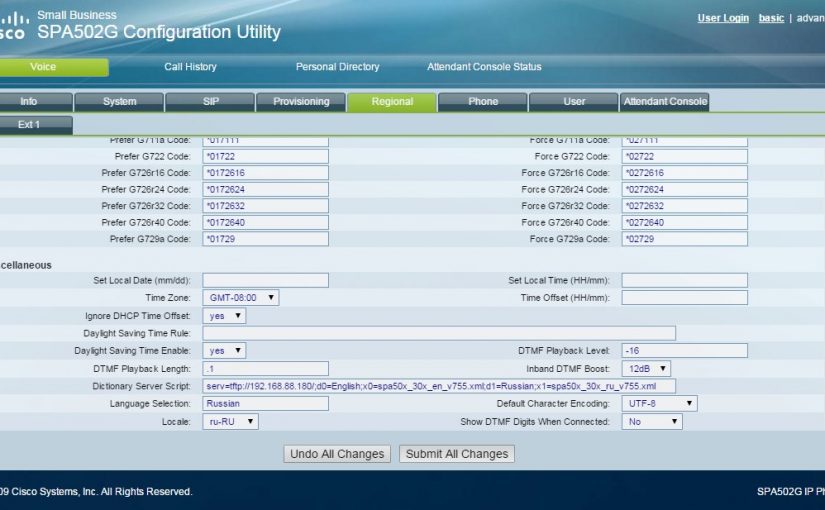 Small Business
SPA502G Configuration Utility
User Login basic | advan
Voice Call History Personal Directory Attendant Console Status
Info System SIP Provisioning Regional Phone User Attendant Console
Ext 1
Prefer G711a Code: *017111 Force G711a Code: *027111
Prefer G722 Code: *01722 Force G722 Code: *02722
Prefer G726r16 Code: *0172616 Force G726r16 Code: *0272616
Prefer G726r24 Code: *0172624 Force G726r24 Code: *0272624
Prefer G726r32 Code: *0172632 Force G726r32 Code: *0272632
Prefer G726r40 Code: *0172640 Force G726r40 Code: *0272640
Prefer G729a Code: *01729 Force G729a Code: *02729
cellaneous
Set Local Date (mm/dd): Set Local Time (HH/mm):
Time Zone: GMT-08:00 Time Offset (HH/mm):
Ignore DHCP Time Offset: yes
Daylight Saving Time Rule:
Daylight Saving Time Enable: yes DTMF Playback Level: -16
DTMF Playback Length: .1 Inband DTMF Boost: 12dB
Dictionary Server Script: serv=tftp://192.168.88.180/;d0=English;x0=spa50x_30x_en_v755.xml;d1=Russian;x1=spa50x_30x_ru_v755.xml
Language Selection: Russian Default Character Encoding: UTF-8
Locale: ru-RU Show DTMF Digits When Connected: No
Undo All Changes Submit All Changes
09 Cisco Systems, Inc. All Rights Reserved. SPA502G IP Ph